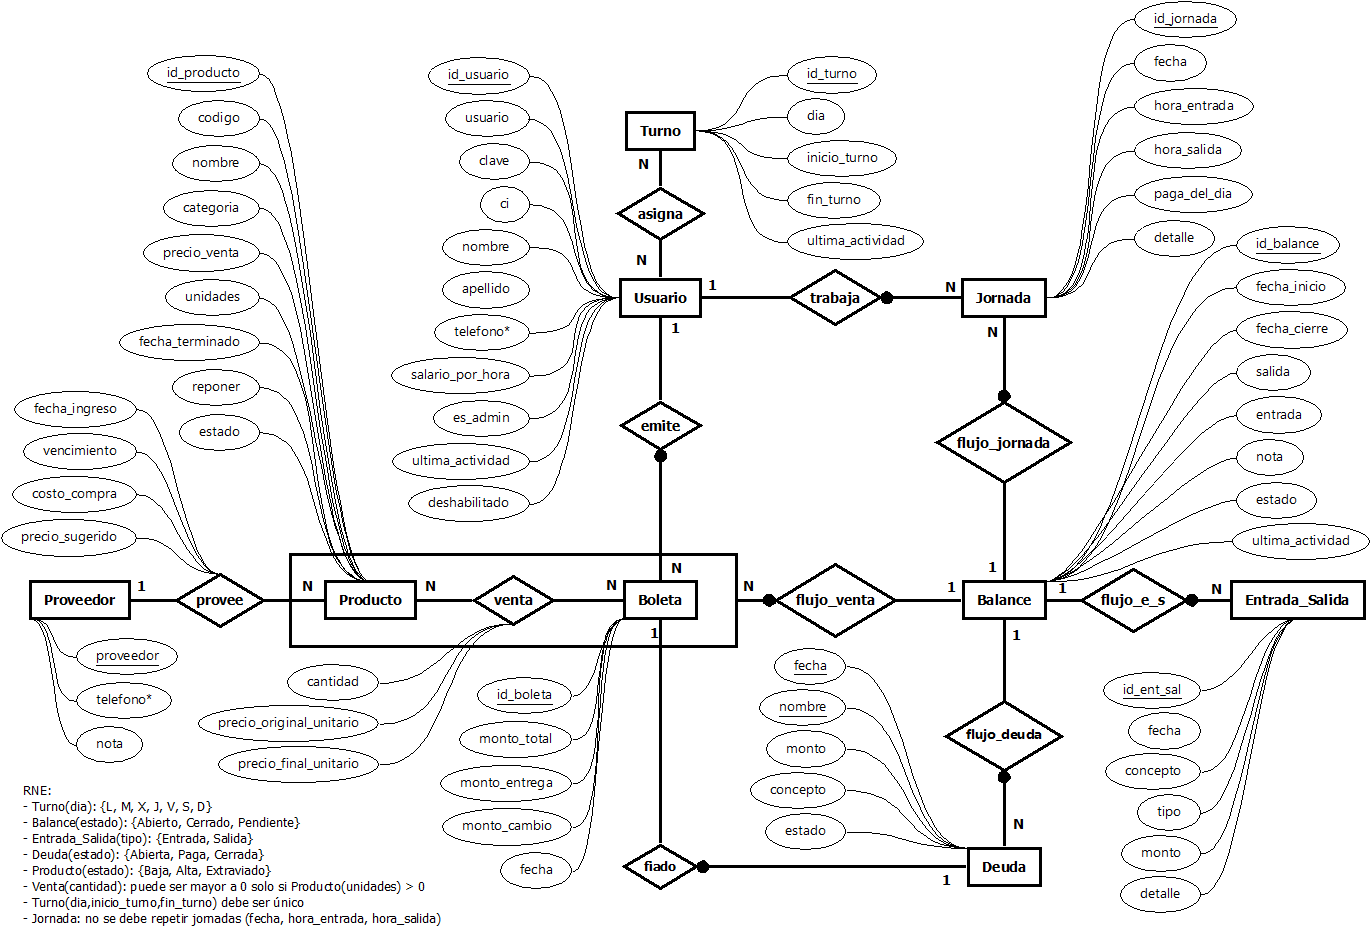 id_producto
codigo
nombre
categoria
precio_venta
unidades
fecha_terminado
reponer
estado
id_usuario
usuario
clave
ci
nombre
apellido
telefono*
salario_por_hora
es_admin
ultima_actividad
deshabilitado
Turno
N
asigna
N
id_turno
dia
inicio_turno
fin_turno
ultima_actividad
id_jornada
fecha
hora_entrada
hora_salida
paga_del_dia
detalle
Usuario
1
trabaja
N
Jornada
1
N
id_balance
fecha_inicio
fecha_cierre
salida
entrada
nota
estado
ultima_actividad
emite
N
flujo_jornada
1
fecha_ingreso
vencimiento
costo_compra
precio_sugerido
Proveedor
1
provee
N
Producto
N
venta
N
Boleta
1
N
flujo_venta
1
Balance
1
1
flujo_e_s
N
Entrada_Salida
proveedor
telefono*
nota
cantidad
precio_original_unitario
precio_final_unitario
id_boleta
monto_total
monto_entrega
monto_cambio
fecha
fecha
nombre
monto
concepto
estado
flujo_deuda
N
id_ent_sal
fecha
concepto
tipo
monto
detalle
fiado
1
Deuda
RNE:
- Turno(dia): {L, M, X, J, V, S, D}
- Balance(estado): {Abierto, Cerrado, Pendiente}
- Entrada_Salida(tipo): {Entrada, Salida}
- Deuda(estado): {Abierta, Paga, Cerrada}
- Producto(estado): {Baja, Alta, Extraviado}
- Venta(cantidad): puede ser mayor a 0 solo si Producto(unidades) > 0
- Turno(dia,inicio_turno,fin_turno) debe ser único
- Jornada: no se debe repetir jornadas (fecha, hora_entrada, hora_salida)